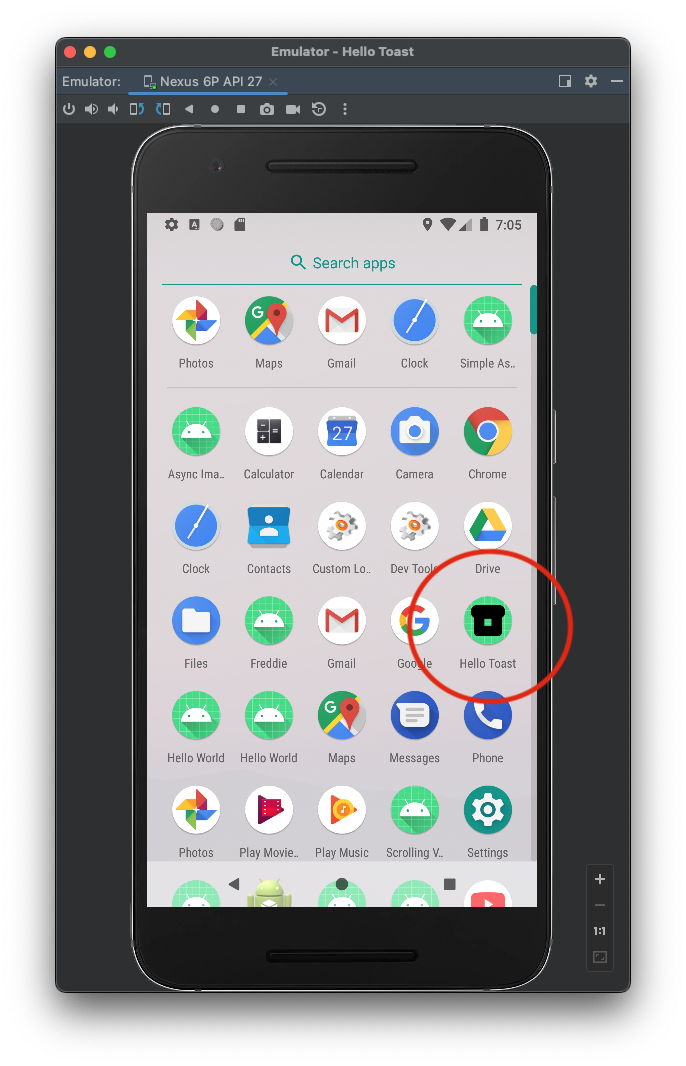 Emulator - Hello Toast
Emulator: Nexus 6P API 27
A 7:05
Search apps
G
Photos Maps Gmail Clock Simple As..
27
Async Ima.. Calculator Calendar Camera Chrome
Clock Contacts Custom Lo.. Dev Tools Drive
G
Files Freddie Gmail Google Hello Toast
G
Hello World Hello World Maps Messages Phone
Photos Play Movie.. Play Music Scrolling V.. Settings
1:1